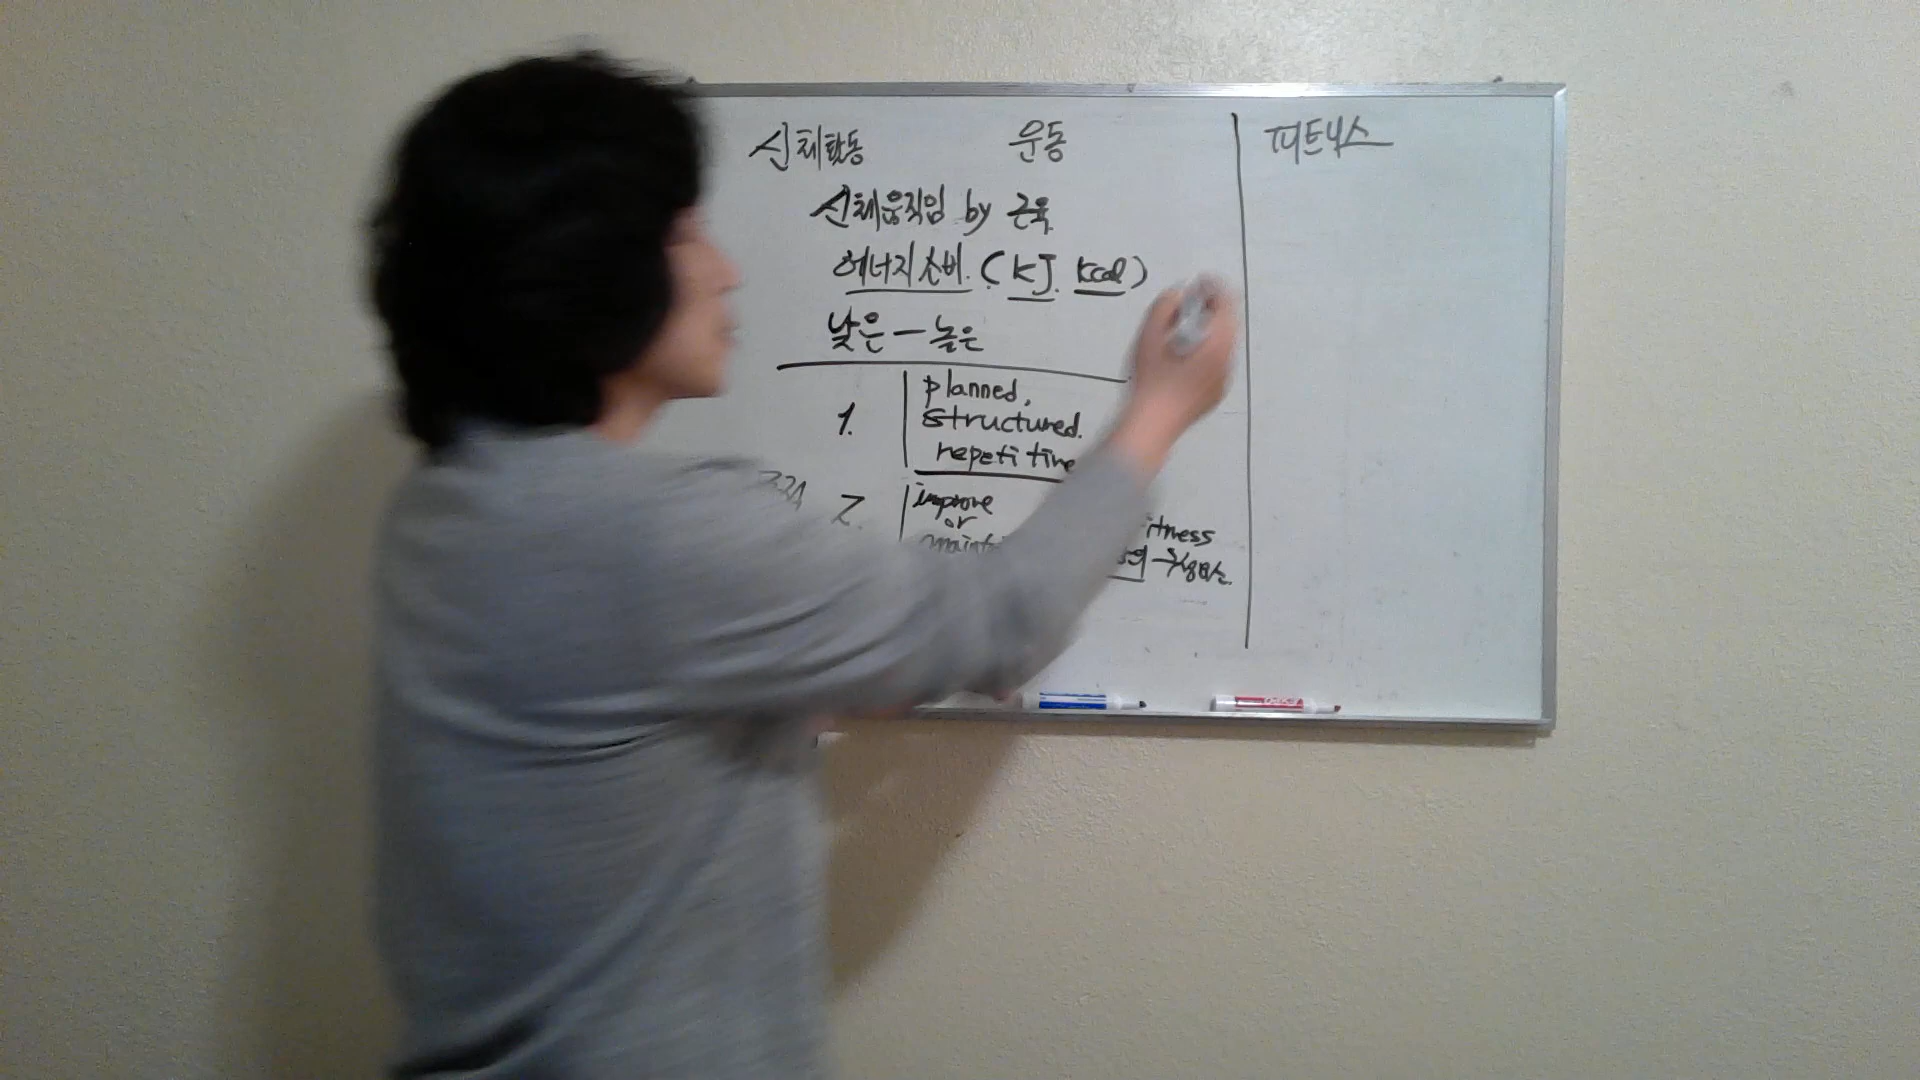 신체활동 운동 피트니스
신체움직임 by 근육
에너지소비. (KJ. Kcal)
낮은 — 높은
1. planned,
structured.
repetitive
2. improve
or
EXPO